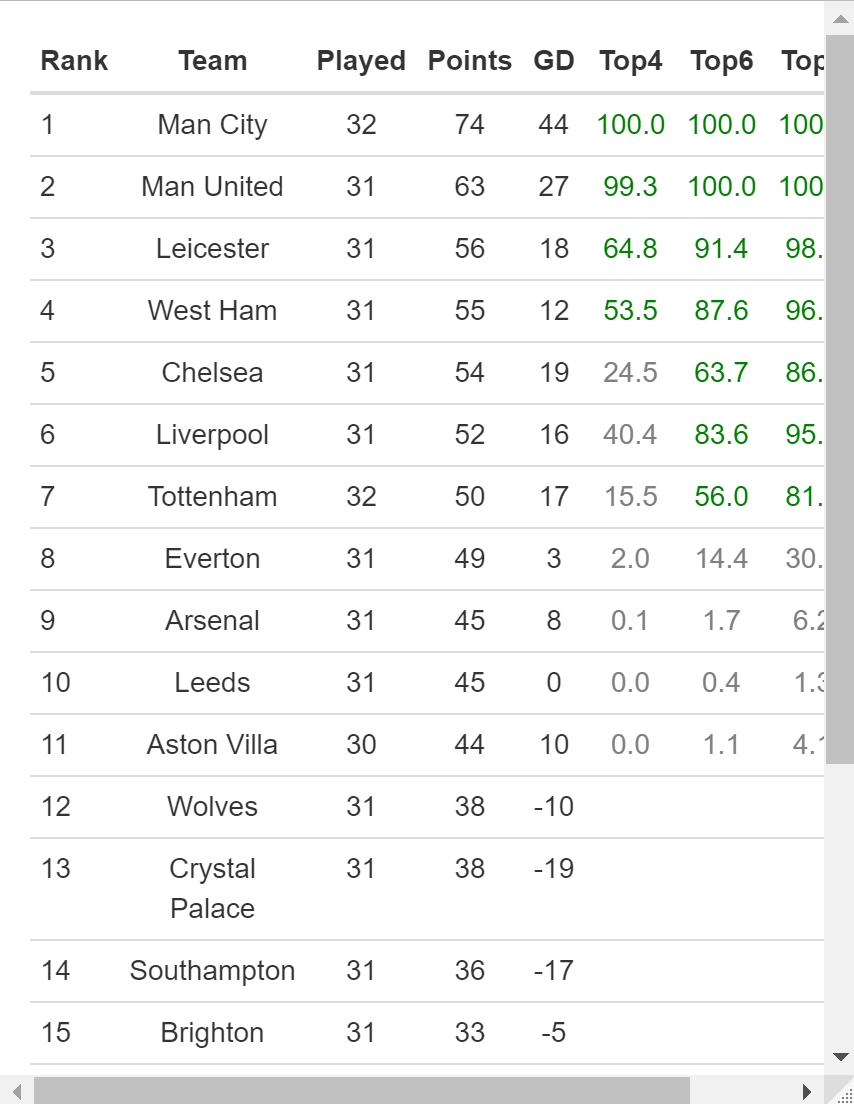 Rank Team Played Points GD Top4 Top6
1 Man City 32 74 44 100.0 100.0 100
2 Man United 31 63 27 99.3 100.0 100
3 Leicester 31 56 18 64.8 91.4 98.
4 West Ham 31 55 12 53.5 87.6 96.
5 Chelsea 31 54 19 24.5 63.7 86.
6 Liverpool 31 52 16 40.4 83.6 95.
7 Tottenham 32 50 17 15.5 56.0 81.
8 Everton 31 49 3 2.0 14.4 30.
9 Arsenal 31 45 8 0.1 1.7 6.2
10 Leeds 31 45 0 0.0 0.4 1.3
11 Aston Villa 30 44 10 0.0 1.1 4.1
12 Wolves 31 38 -10
13 Crystal Palace 31 38 -19
14 Southampton 31 36 -17
15 Brighton 31 33 -5